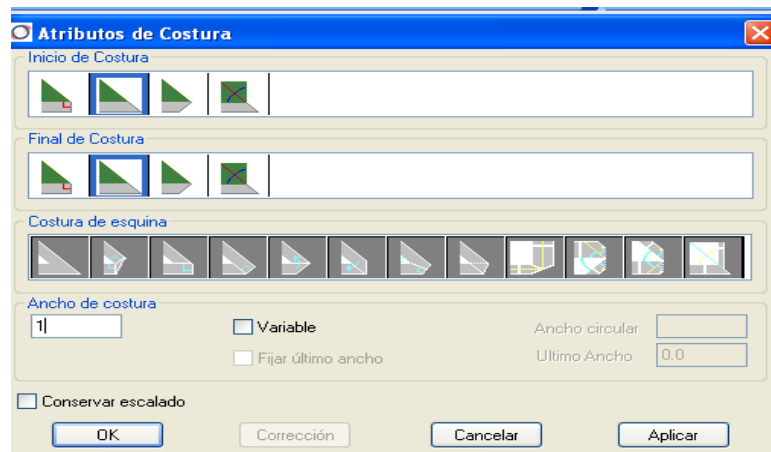 Atributos de Costura
Inicio de Costura
Final de Costura
Costura de esquina
Ancho de costura
1
Variable
Ancho circular
Fijar último ancho
Ultimo Ancho
0.0
Conservar escalado
OK
Corrección
Cancelar
Aplicar